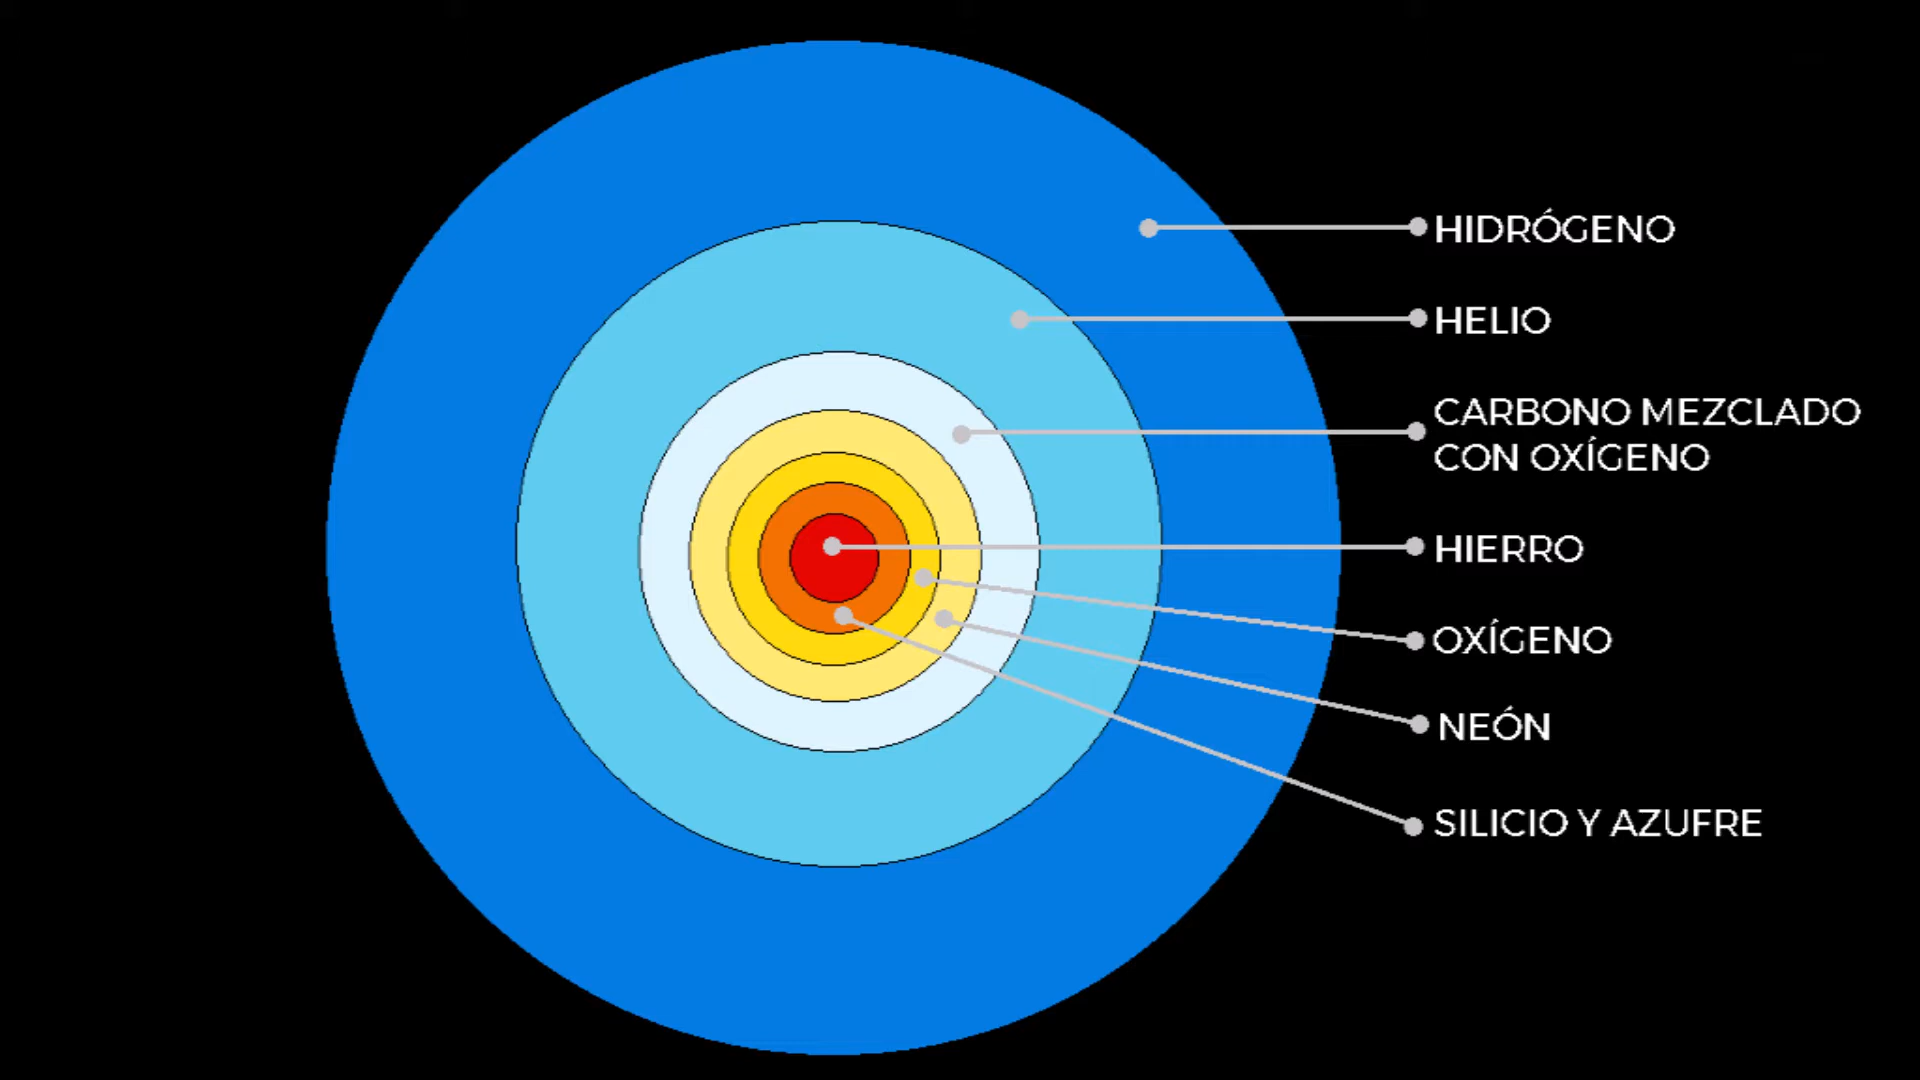 HIDRÓGENO
HELIO
CARBONO MEZCLADO
CON OXÍGENO
HIERRO
OXÍGENO
NEÓN
SILICIO Y AZUFRE